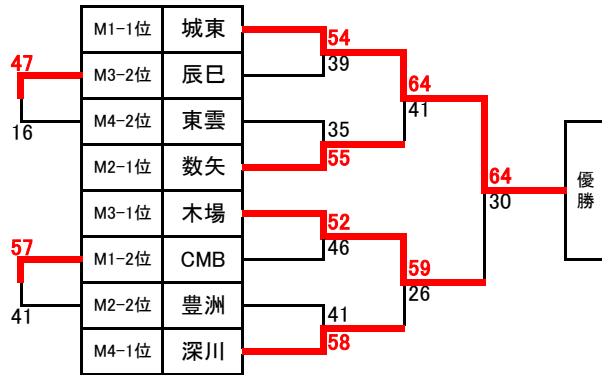 M1-1位 城東 54
47 M3-2位 辰巳 39
64
16 M4-2位 東雲 35 41
M2-1位 数矢 55
64 優勝
M3-1位 木場 52 30
57 M1-2位 CMB 46
59
41 M2-2位 豊洲 41 26
M4-1位 深川 58